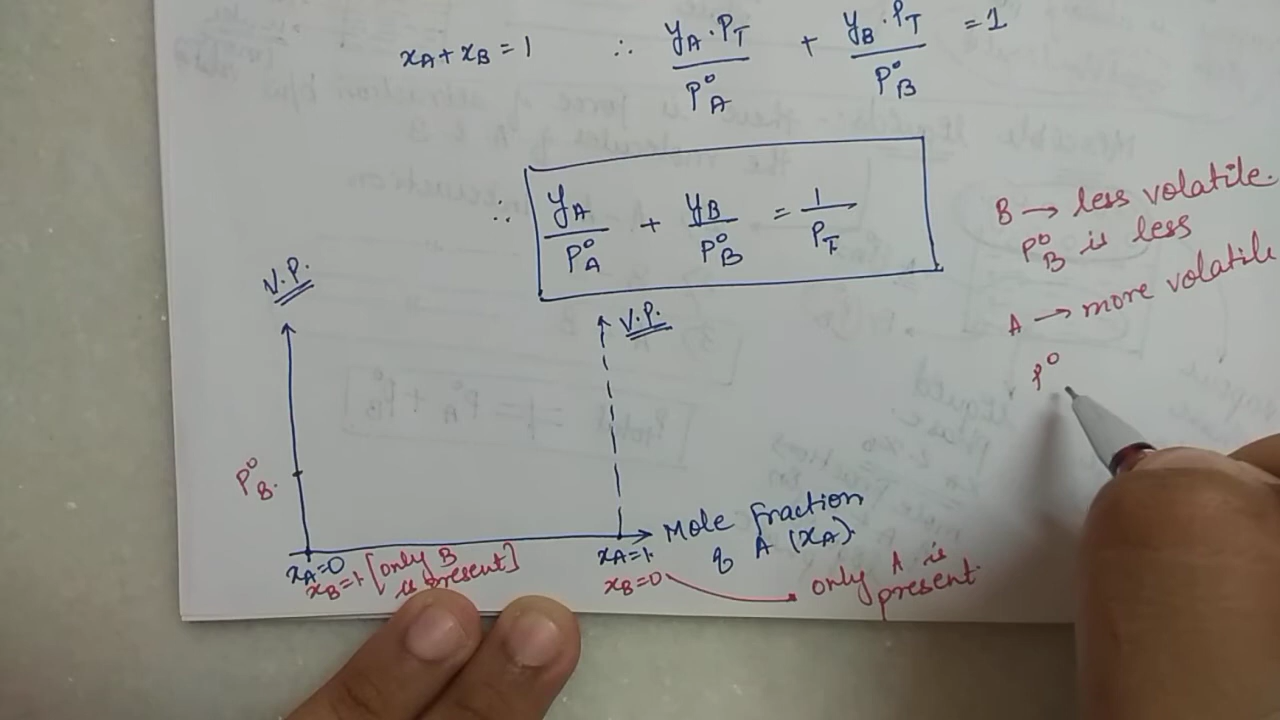 xA + xB = 1 ∴ yA·PT/P°A + yB·PT/P°B = 1
∴ yA/P°A + yB/P°B = 1/PT
B → less volatile.
P°B is less
A → more volatile
P°
V.P.
V.P.
P°B.
Mole fraction
of A (xA).
xA=0
xB=1. [only B
is present]
xA=1.
xB=0
only A is
present.